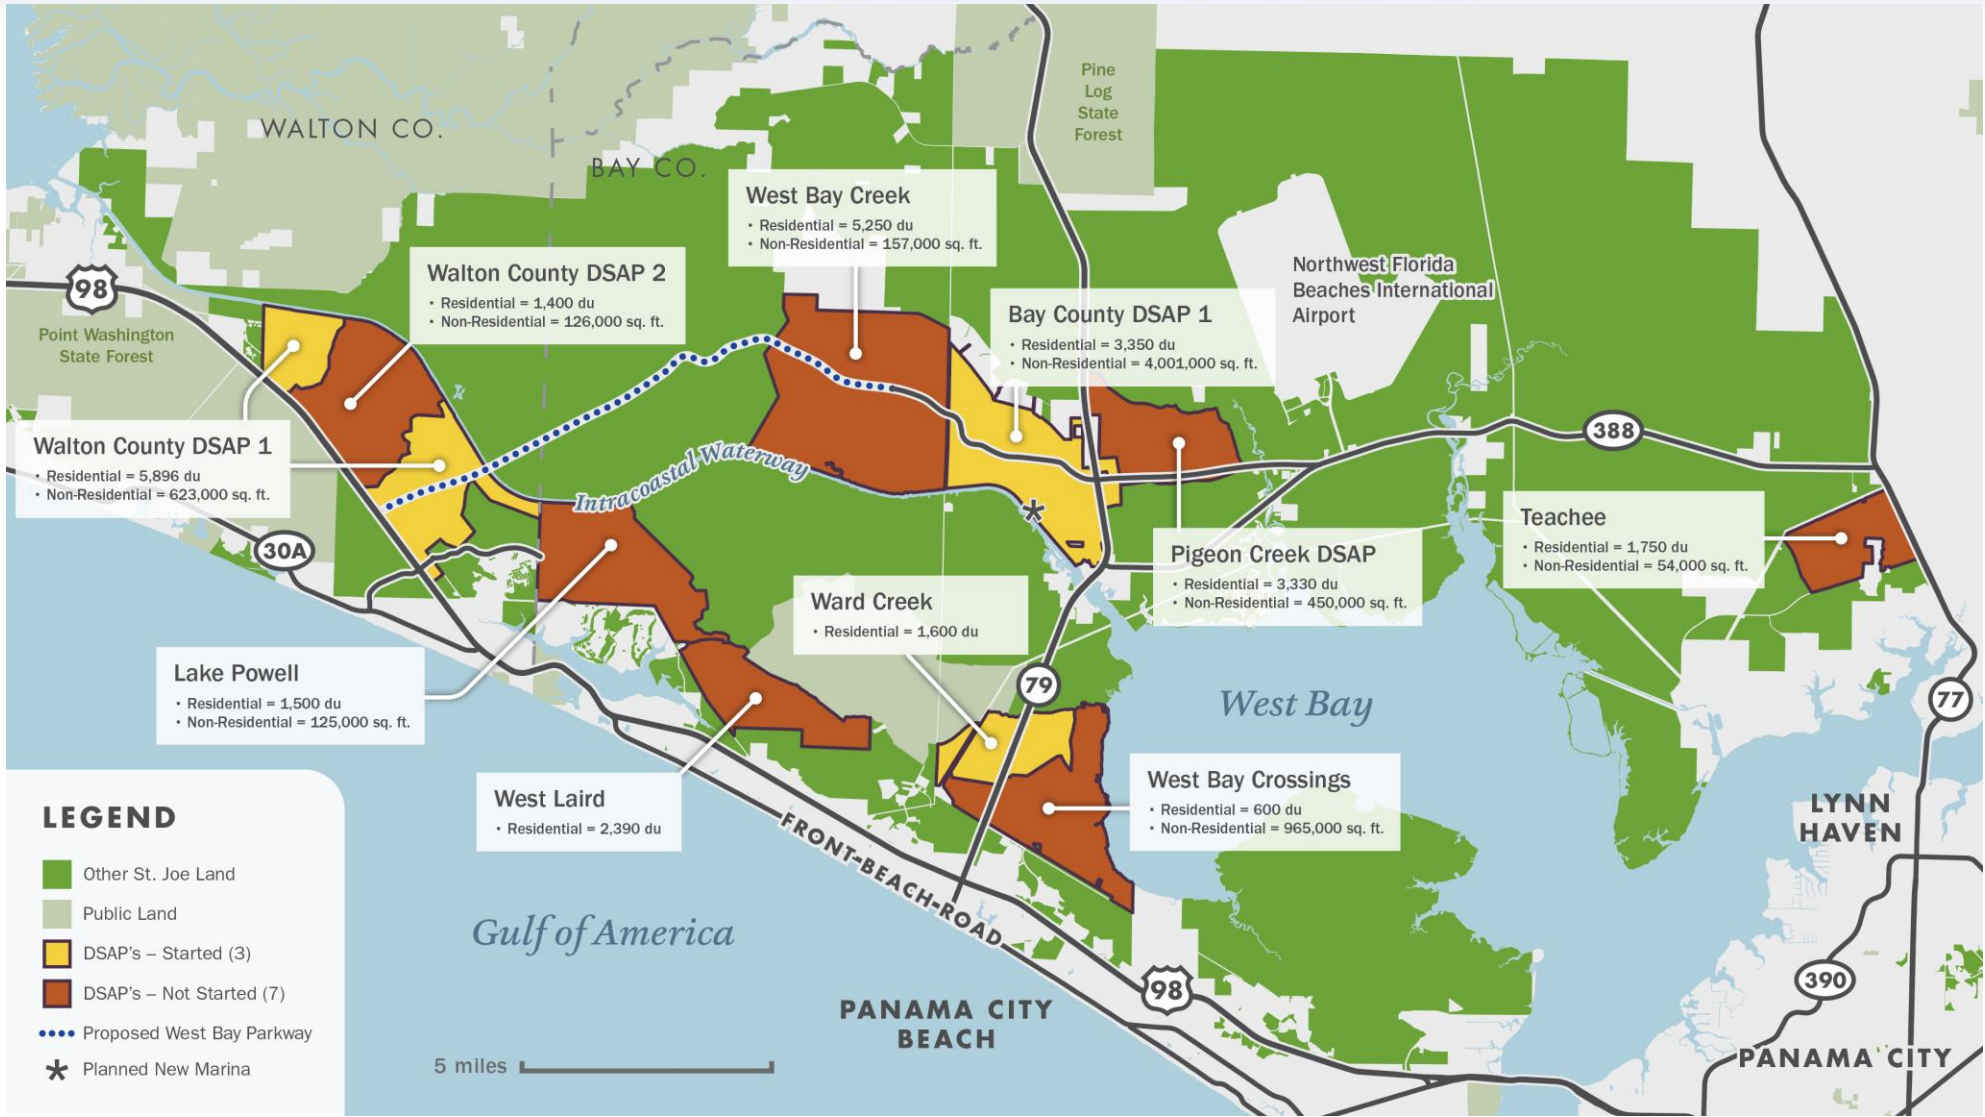 WALTON CO.
BAY CO.
Pine
Log
State
Forest
West Bay Creek
• Residential = 5,250 du
• Non-Residential = 157,000 sq. ft.
Walton County DSAP 2
• Residential = 1,400 du
• Non-Residential = 126,000 sq. ft.
Northwest Florida
Beaches International
Airport
98
Bay County DSAP 1
• Residential = 3,350 du
• Non-Residential = 4,001,000 sq. ft.
Point Washington
State Forest
388
Walton County DSAP 1
• Residential = 5,896 du
• Non-Residential = 623,000 sq. ft.
Intracoastal Waterway
Teachee
• Residential = 1,750 du
• Non-Residential = 54,000 sq. ft.
30A
Pigeon Creek DSAP
• Residential = 3,330 du
• Non-Residential = 450,000 sq. ft.
Ward Creek
• Residential = 1,600 du
Lake Powell
• Residential = 1,500 du
• Non-Residential = 125,000 sq. ft.
79
West Bay
77
West Laird
• Residential = 2,390 du
West Bay Crossings
• Residential = 600 du
• Non-Residential = 965,000 sq. ft.
LYNN
HAVEN
FRONT-BEACH-ROAD
Gulf of America
98
390
PANAMA CITY
BEACH
PANAMA CITY
5 miles
LEGEND
Other St. Joe Land
Public Land
DSAP's – Started (3)
DSAP's – Not Started (7)
Proposed West Bay Parkway
* Planned New Marina